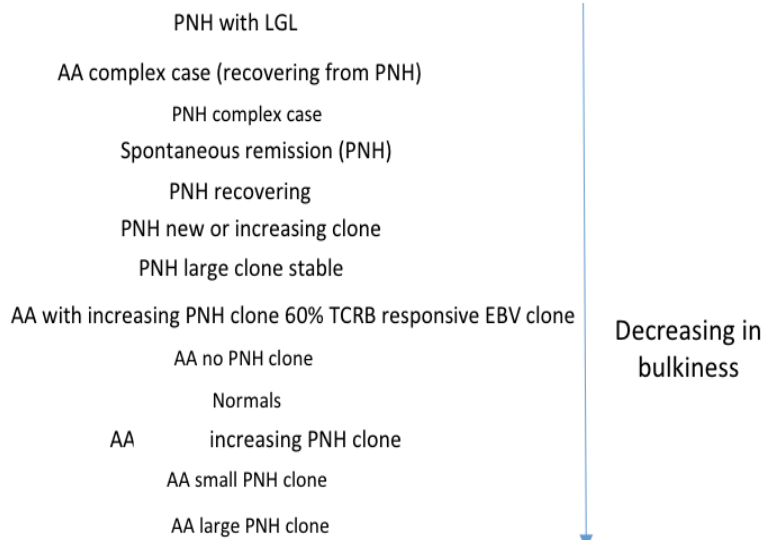 PNH with LGL
AA complex case (recovering from PNH)
PNH complex case
Spontaneous remission (PNH)
PNH recovering
PNH new or increasing clone
PNH large clone stable
AA with increasing PNH clone 60% TCRB responsive EBV clone
AA no PNH clone
Normals
AA increasing PNH clone
AA small PNH clone
AA large PNH clone
Decreasing in
bulkiness